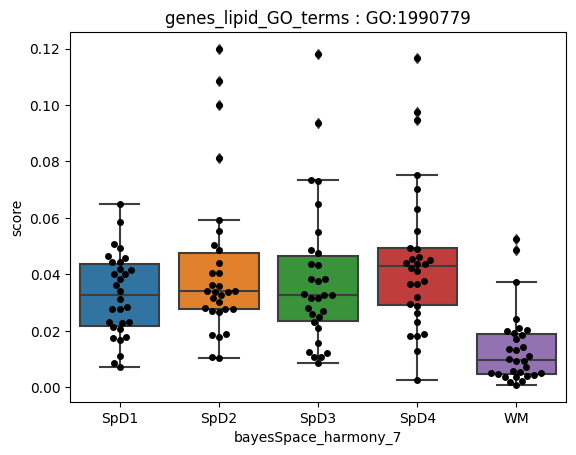 genes_lipid_GO_terms : GO:1990779
0.12
0.10
0.08
0.06
0.04
0.02
0.00
score
SpD1 SpD2 SpD3 SpD4 WM
bayesSpace_harmony_7